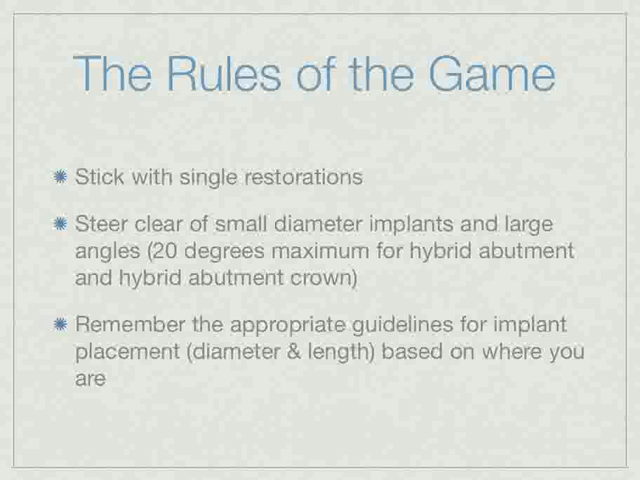 The Rules of the Game
Stick with single restorations
Steer clear of small diameter implants and large
angles (20 degrees maximum for hybrid abutment
and hybrid abutment crown)
Remember the appropriate guidelines for implant
placement (diameter & length) based on where you
are